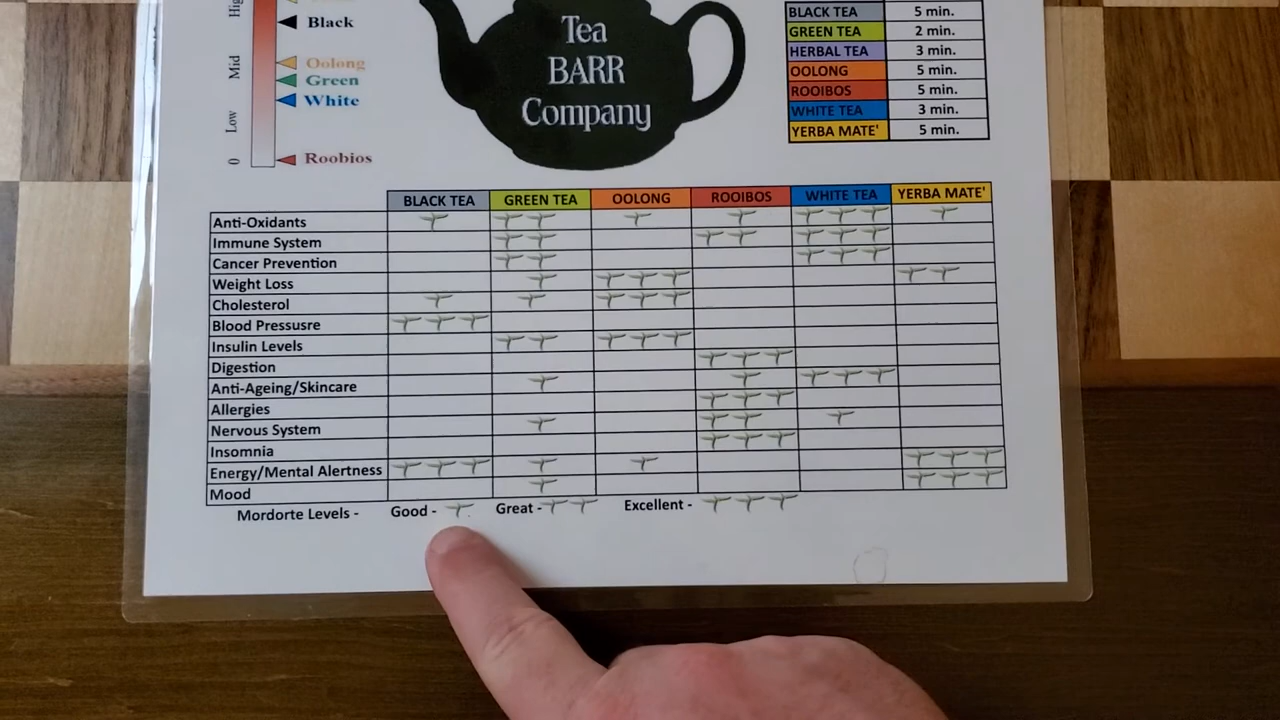 Hig
Black
Mid
Oolong
Green
White
Low
0
Roobios
Tea
BARR
Company
BLACK TEA 5 min.
GREEN TEA 2 min.
HERBAL TEA 3 min.
OOLONG 5 min.
ROOIBOS 5 min.
WHITE TEA 3 min.
YERBA MATE' 5 min.
BLACK TEA GREEN TEA OOLONG ROOIBOS WHITE TEA YERBA MATE'
Anti-Oxidants
Immune System
Cancer Prevention
Weight Loss
Cholesterol
Blood Pressusre
Insulin Levels
Digestion
Anti-Ageing/Skincare
Allergies
Nervous System
Insomnia
Energy/Mental Alertness
Mood
Mordorte Levels - Good - Great - Excellent -